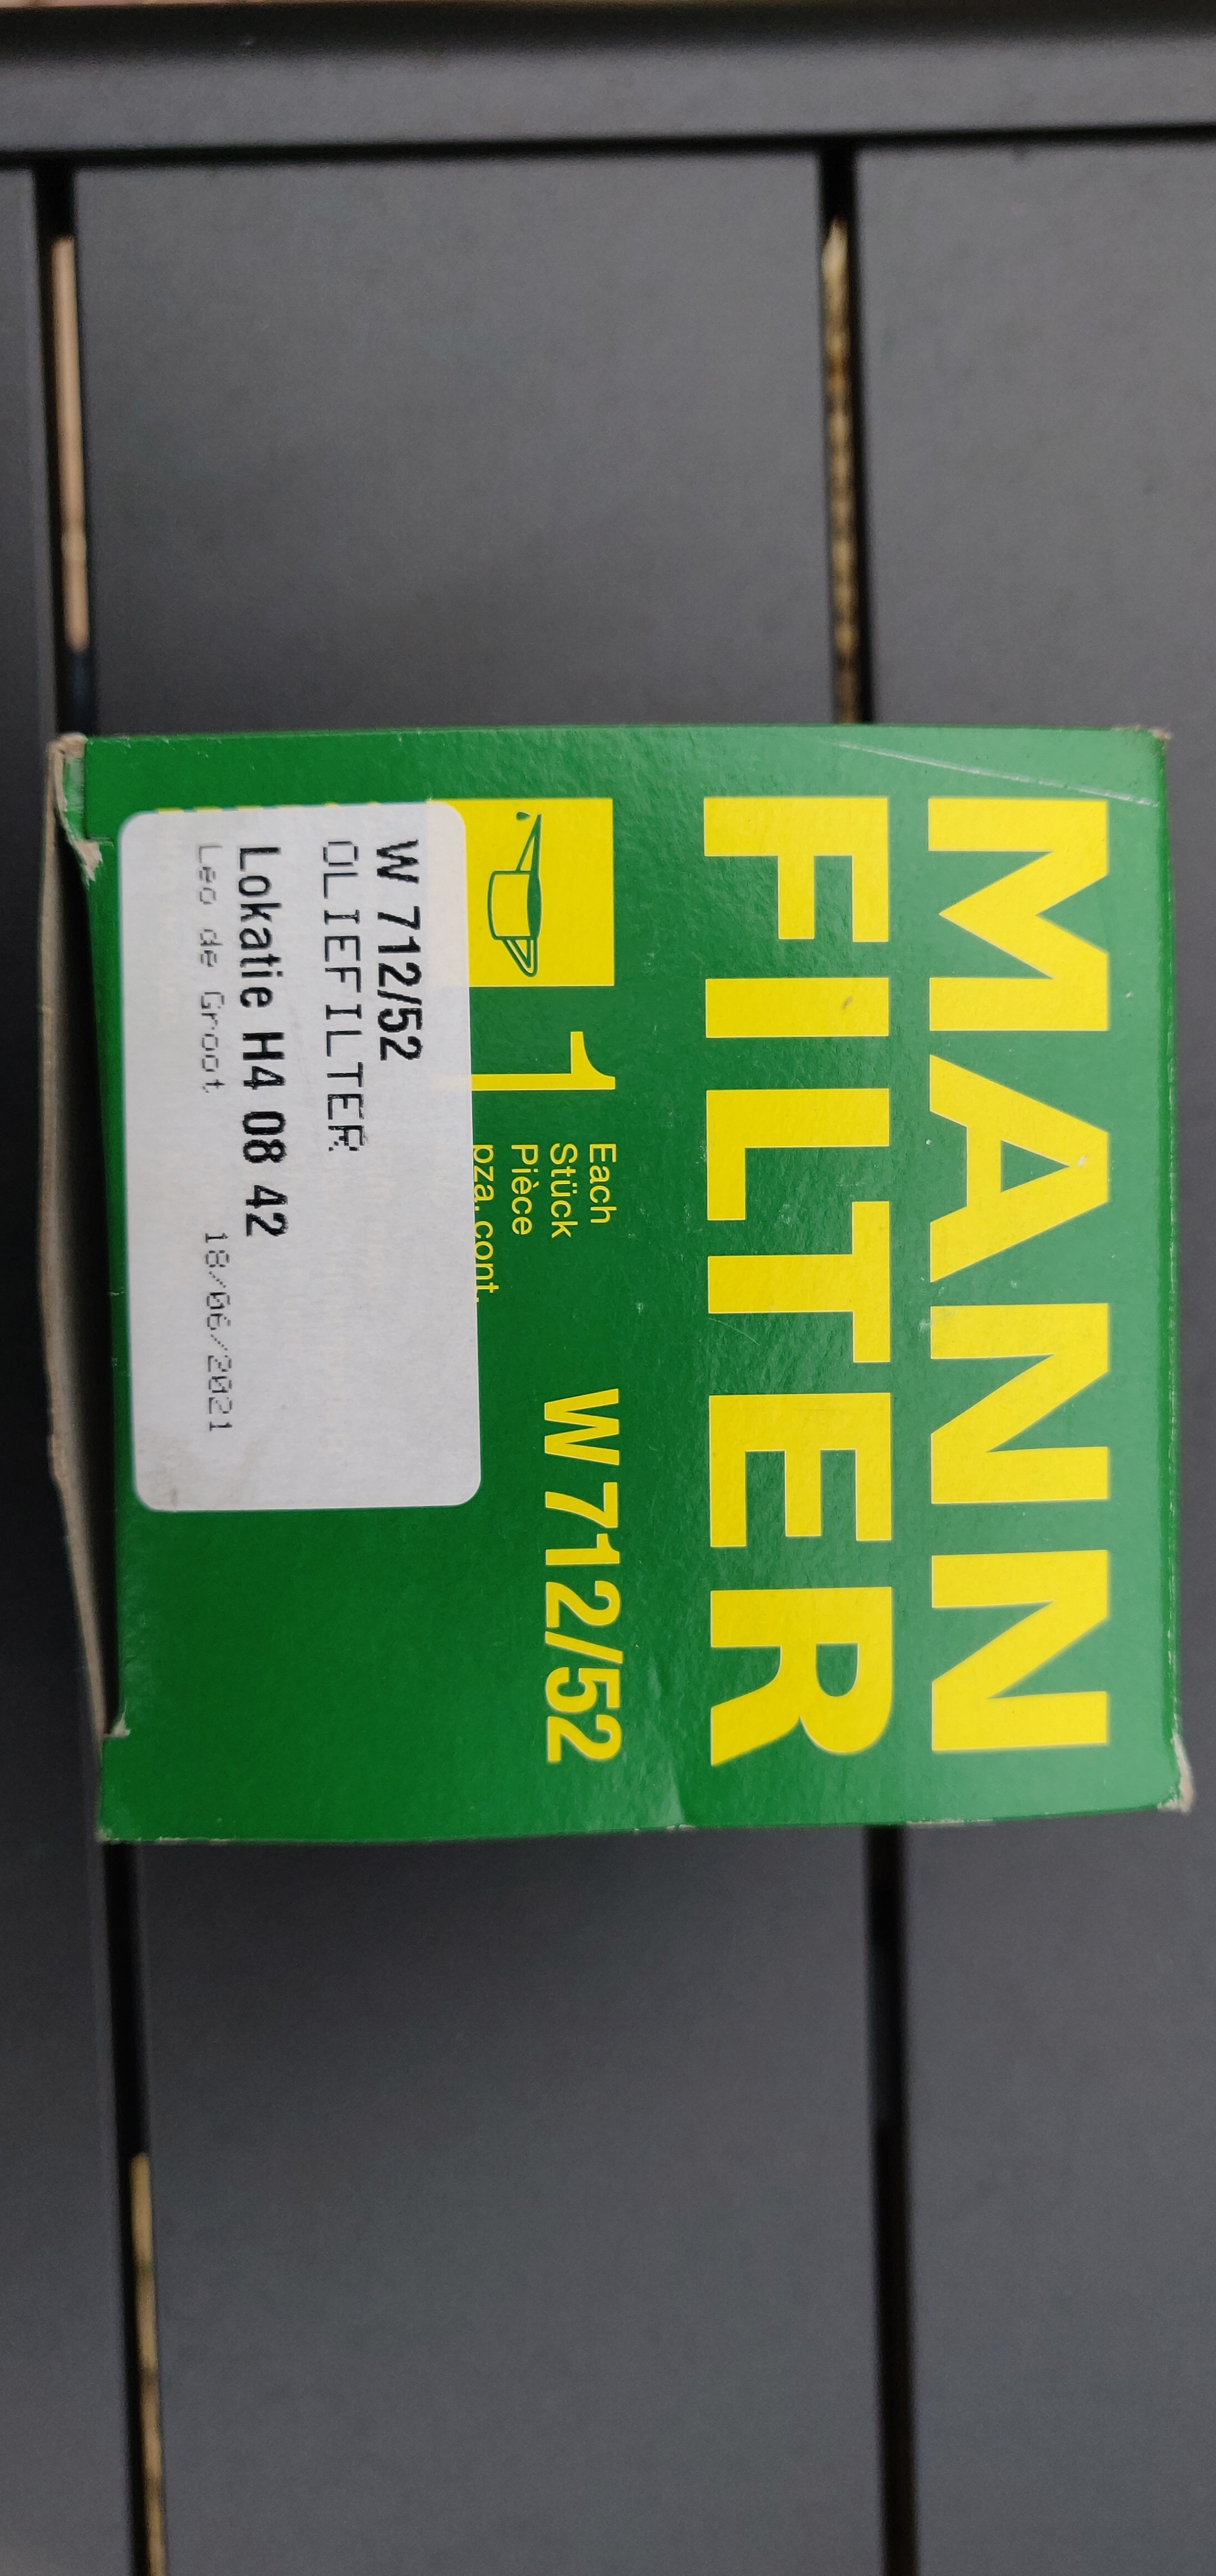 MANN
FILTER
1
Each
Stück
Pièce
pza. cont.
W 712/52
W 712/52
OLIEFILTER
Lokatie H4 08 42
Leo de Groot 18/06/2021